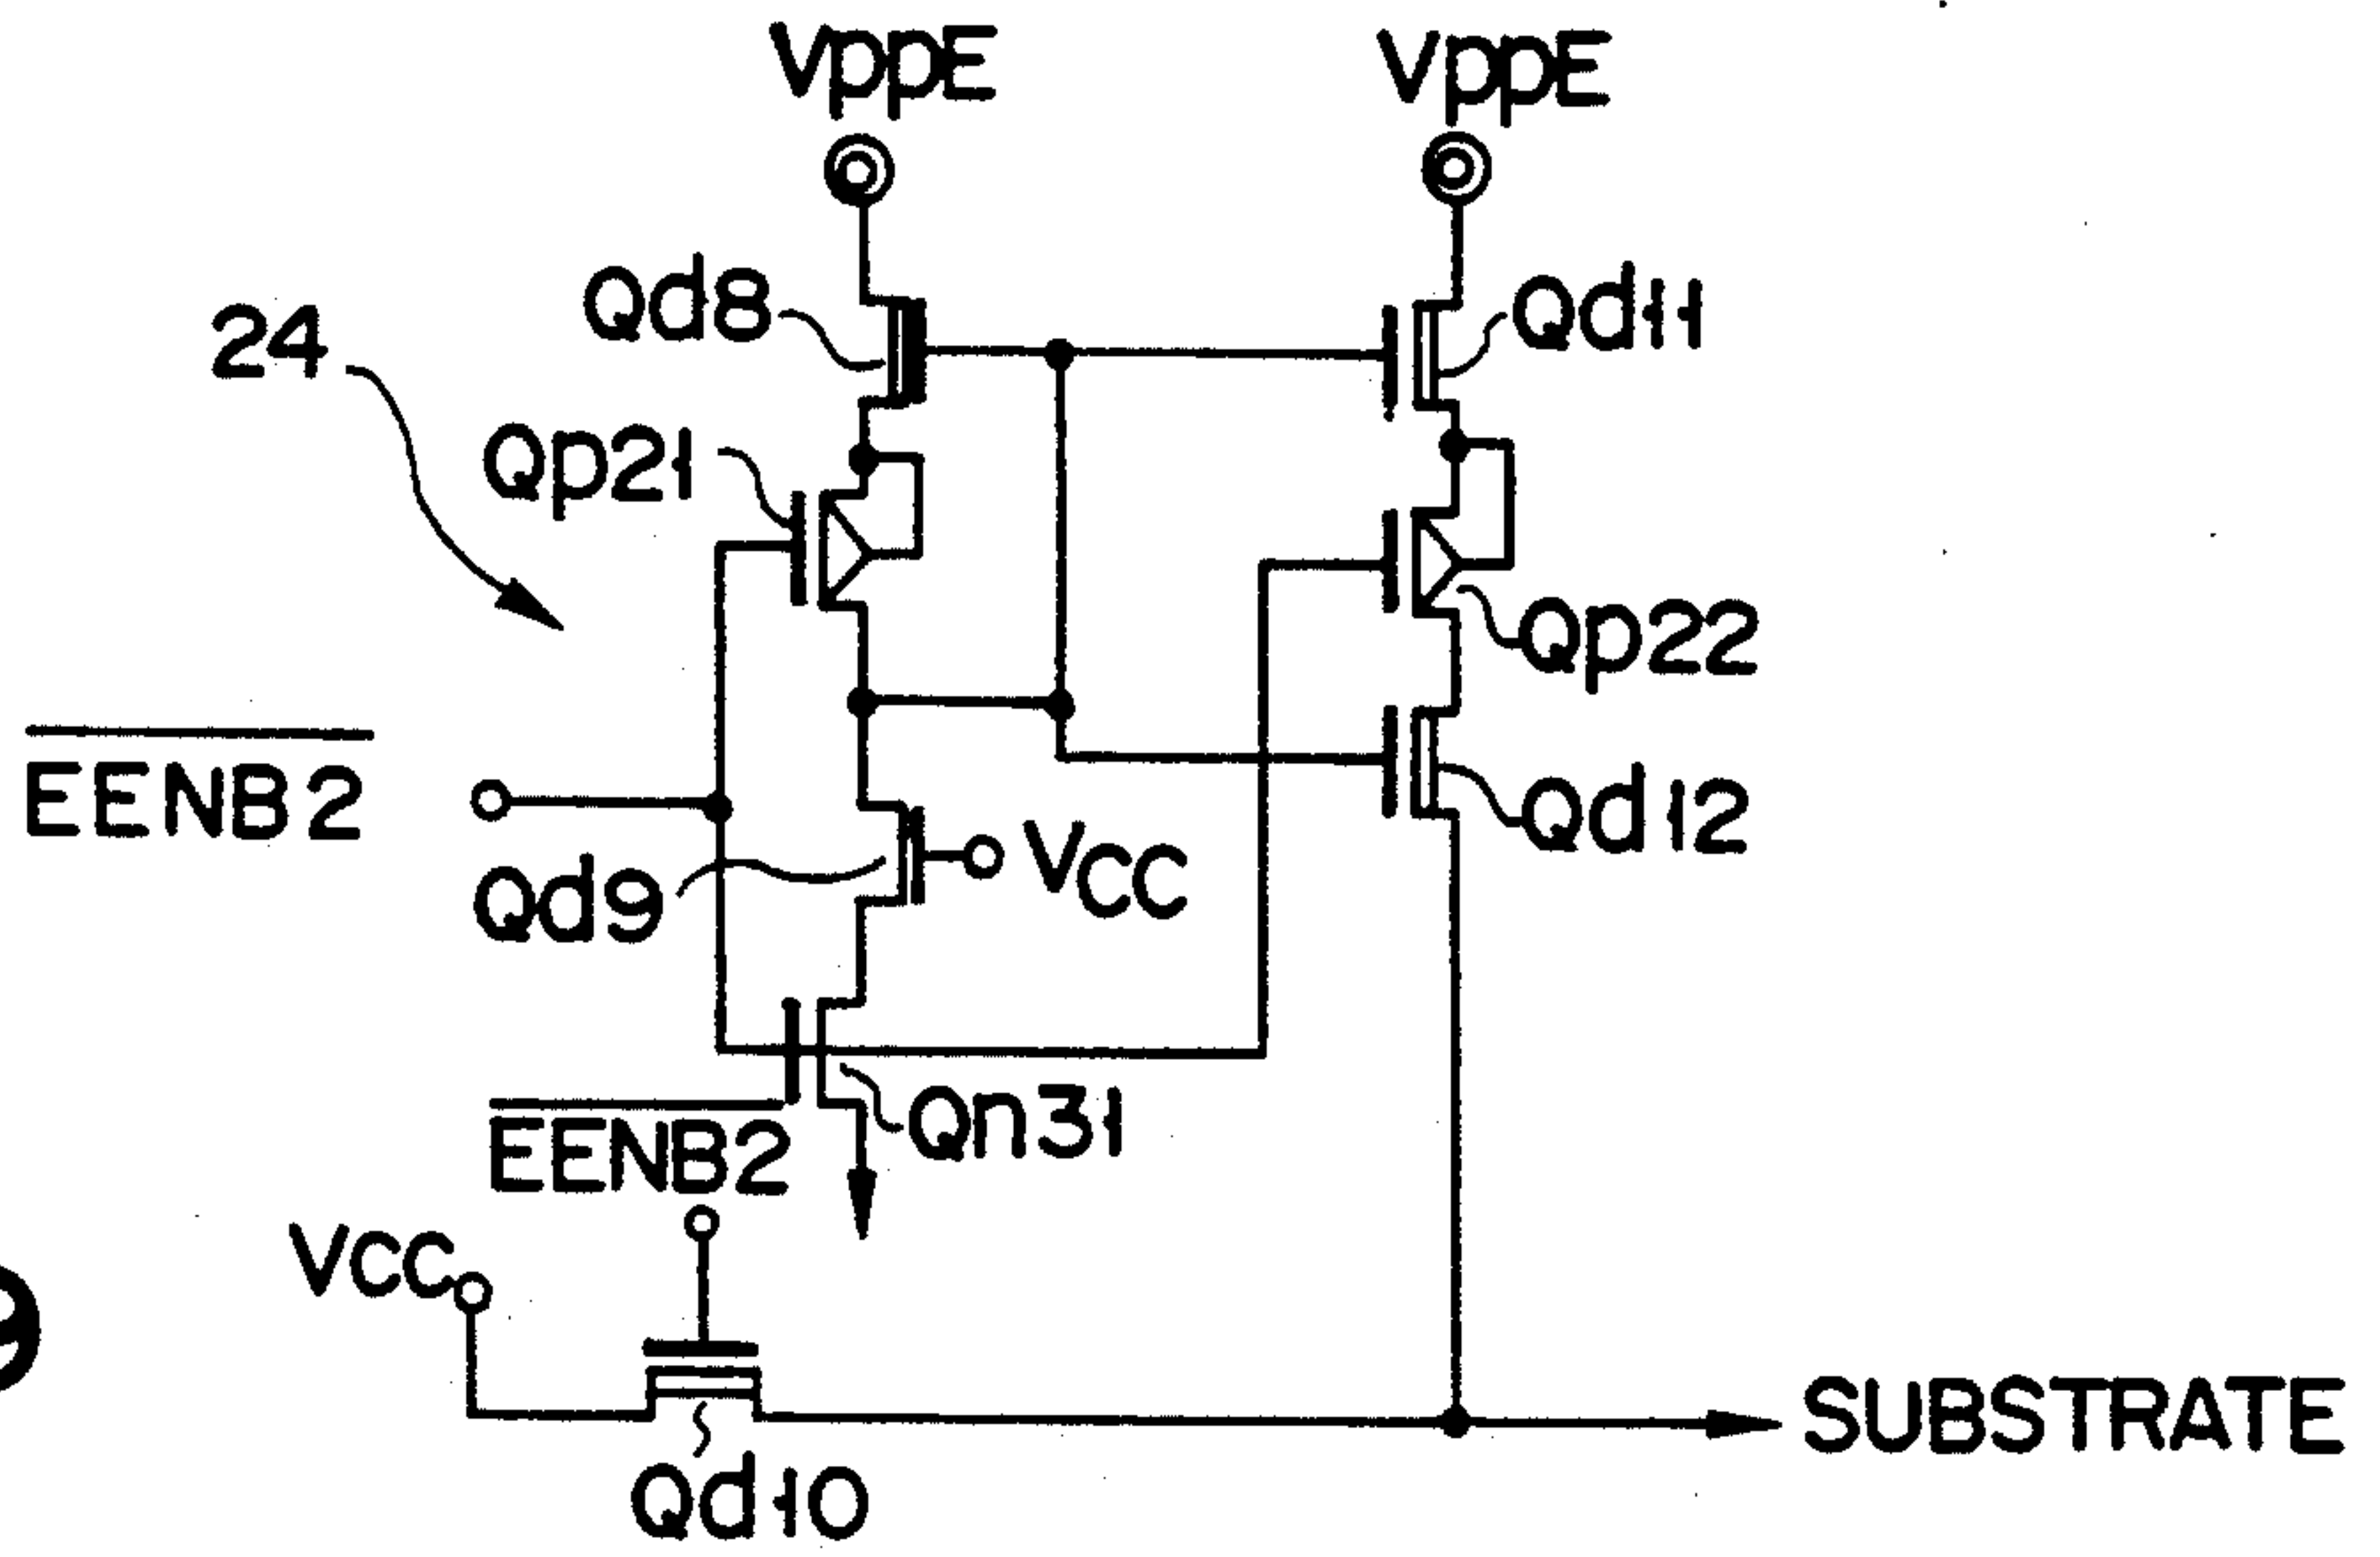 VppE
VppE
Qd8
Qd11
24
Qp21
Qp22
EENB2
Qd12
Qd9
VCC
Qn31
EENB2
VCC
SUBSTRATE
Qd10